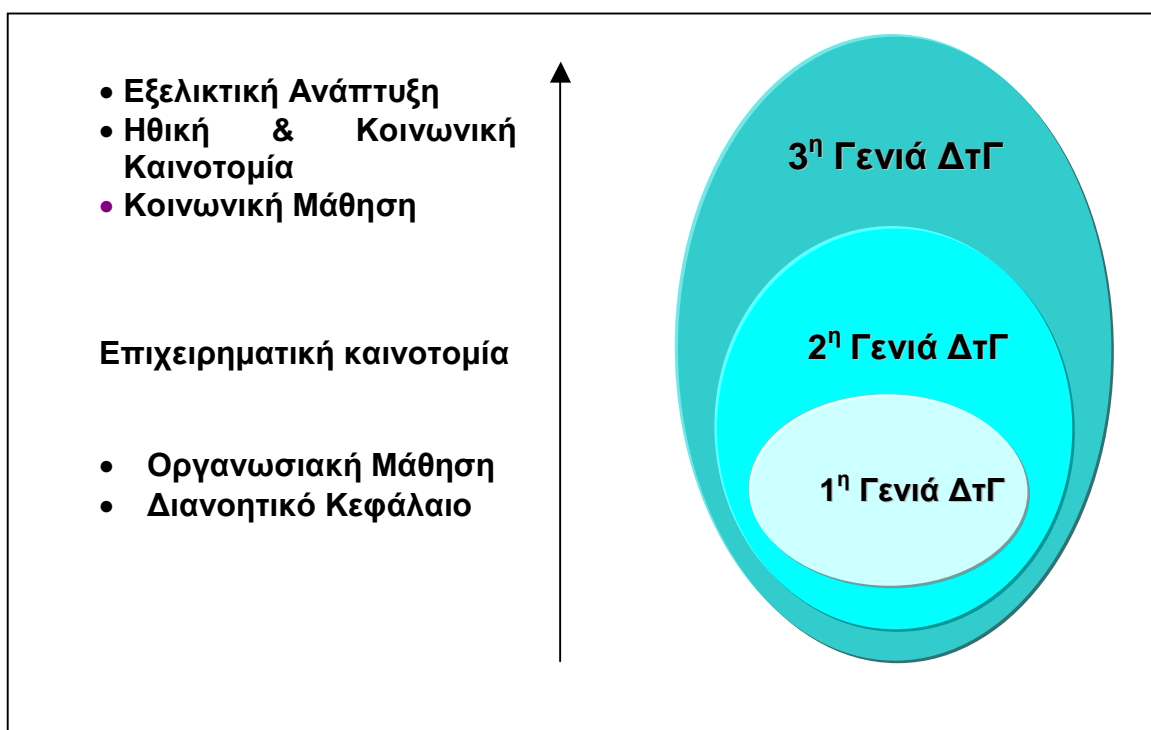 • Εξελικτική Ανάπτυξη
• Ηθική & Κοινωνική
Καινοτομία
• Κοινωνική Μάθηση
Επιχειρηματική καινοτομία
• Οργανωσιακή Μάθηση
• Διανοητικό Κεφάλαιο
3η Γενιά ΔτΓ
2η Γενιά ΔτΓ
1η Γενιά ΔτΓ